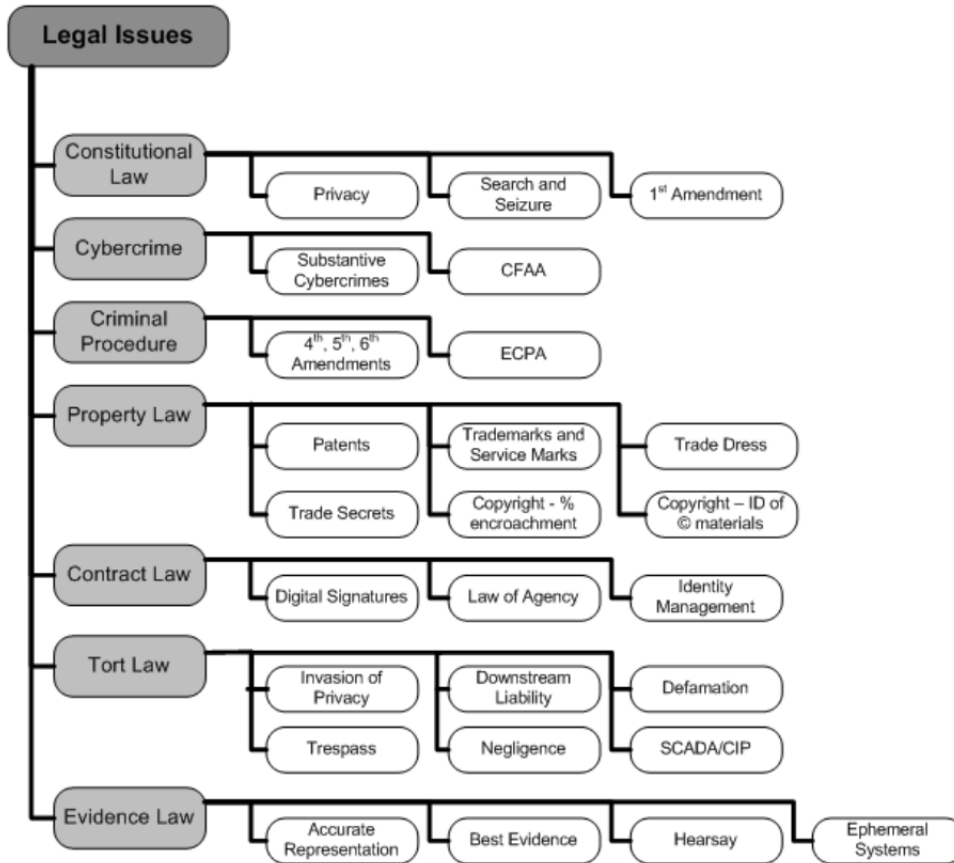 Legal Issues
Constitutional
Law
Privacy
Search and
Seizure
1st Amendment
Cybercrime
Substantive
Cybercrimes
CFAA
Criminal
Procedure
4th, 5th, 6th
Amendments
ECPA
Property Law
Patents
Trademarks and
Service Marks
Trade Dress
Trade Secrets
Copyright - %
encroachment
Copyright – ID of
© materials
Contract Law
Digital Signatures
Law of Agency
Identity
Management
Tort Law
Invasion of
Privacy
Downstream
Liability
Defamation
Trespass
Negligence
SCADA/CIP
Evidence Law
Accurate
Representation
Best Evidence
Hearsay
Ephemeral
Systems